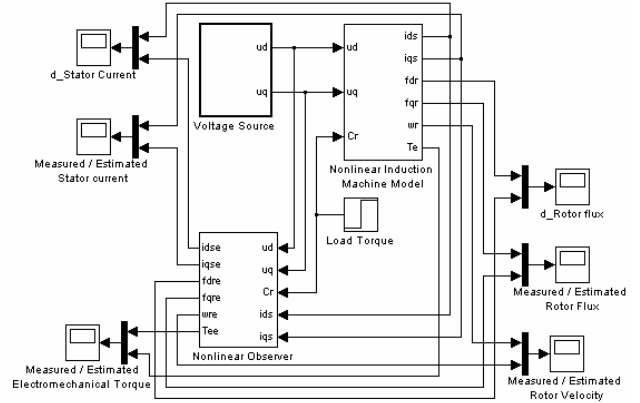 d_Stator Current
Measured / Estimated
Stator current
ud
uq
Voltage Source
ud
uq
Cr
ids
iqs
fdr
fqr
wr
Te
Nonlinear Induction
Machine Model
Load Torque
idse
iqse
fdre
fqre
wre
Tee
ud
uq
Cr
ids
iqs
Nonlinear Observer
d_Rotor flux
Measured / Estimated
Rotor Flux
Measured / Estimated
Rotor Velocity
Measured / Estimated
Electromechanical Torque